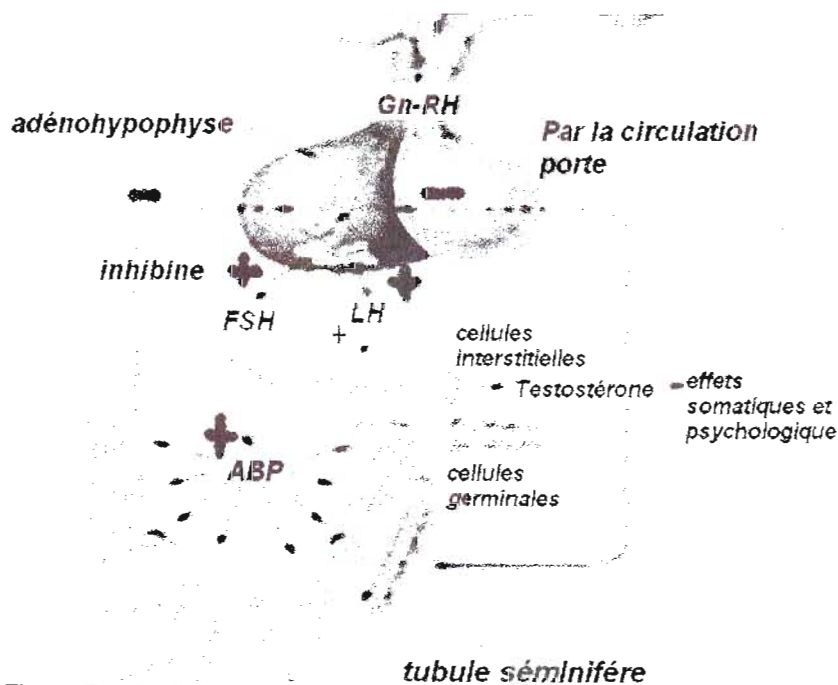 Gn-RH
adénohypophyse
Par la circulation
porte
inhibine
FSH
LH
+
cellules
interstitielles
Testostérone
effets
somatiques et
psychologique
ABP
cellules
germinales
tubule séminifére